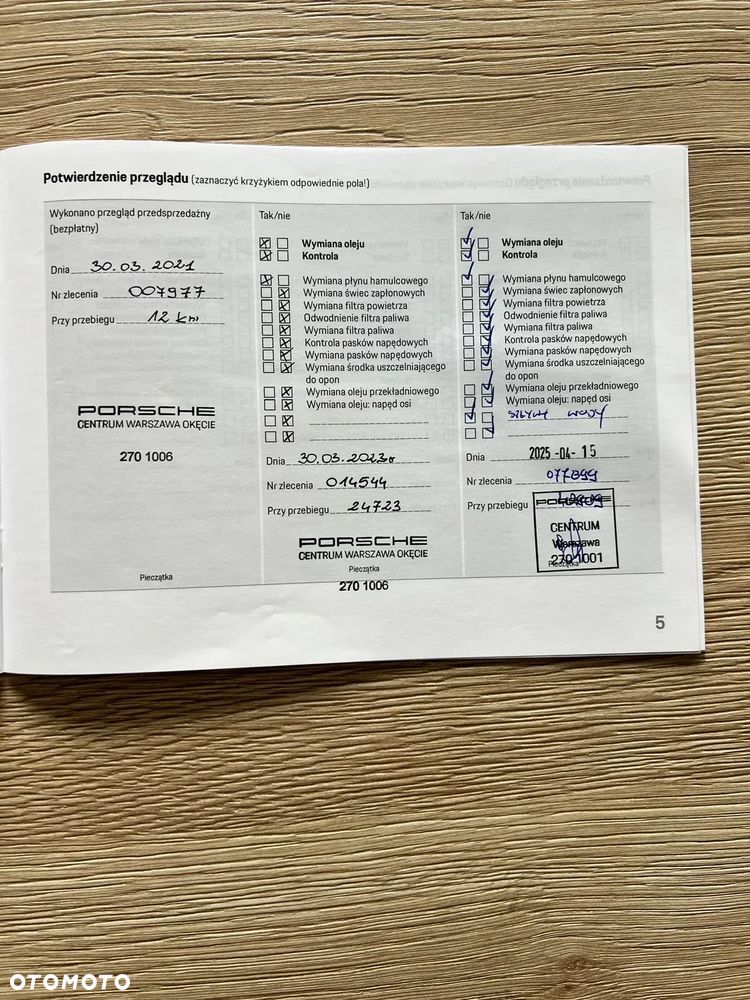 Potwierdzenie przeglądu (zaznaczyć krzyżykiem odpowiednie pola!)
Wykonano przegląd przedsprzedażny
(bezpłatny)
Dnia 30.03.2021
Nr zlecenia 007977
Przy przebiegu 12 km
PORSCHE
CENTRUM WARSZAWA OKĘCIE
270 1006
Pieczątka
Tak/nie
Wymiana oleju
Kontrola
Wymiana płynu hamulcowego
Wymiana świec zapłonowych
Wymiana filtra powietrza
Odwodnienie filtra paliwa
Wymiana filtra paliwa
Kontrola pasków napędowych
Wymiana pasków napędowych
Wymiana środka uszczelniającego
do opon
Wymiana oleju przekładniowego
Wymiana oleju: napęd osi
Dnia 30.03.2023r
Nr zlecenia 014544
Przy przebiegu 24723
PORSCHE
CENTRUM WARSZAWA OKĘCIE
Pieczątka
270 1006
Tak/nie
Wymiana oleju
Kontrola
Wymiana płynu hamulcowego
Wymiana świec zapłonowych
Wymiana filtra powietrza
Odwodnienie filtra paliwa
Wymiana filtra paliwa
Kontrola pasków napędowych
Wymiana pasków napędowych
Wymiana środka uszczelniającego
do opon
Wymiana oleju przekładniowego
Wymiana oleju: napęd osi
Dnia 2025-04-15
Nr zlecenia
Przy przebiegu
PORSCHE
CENTRUM
Warszawa
270 1001
Pieczątka
5
OTOMOTO